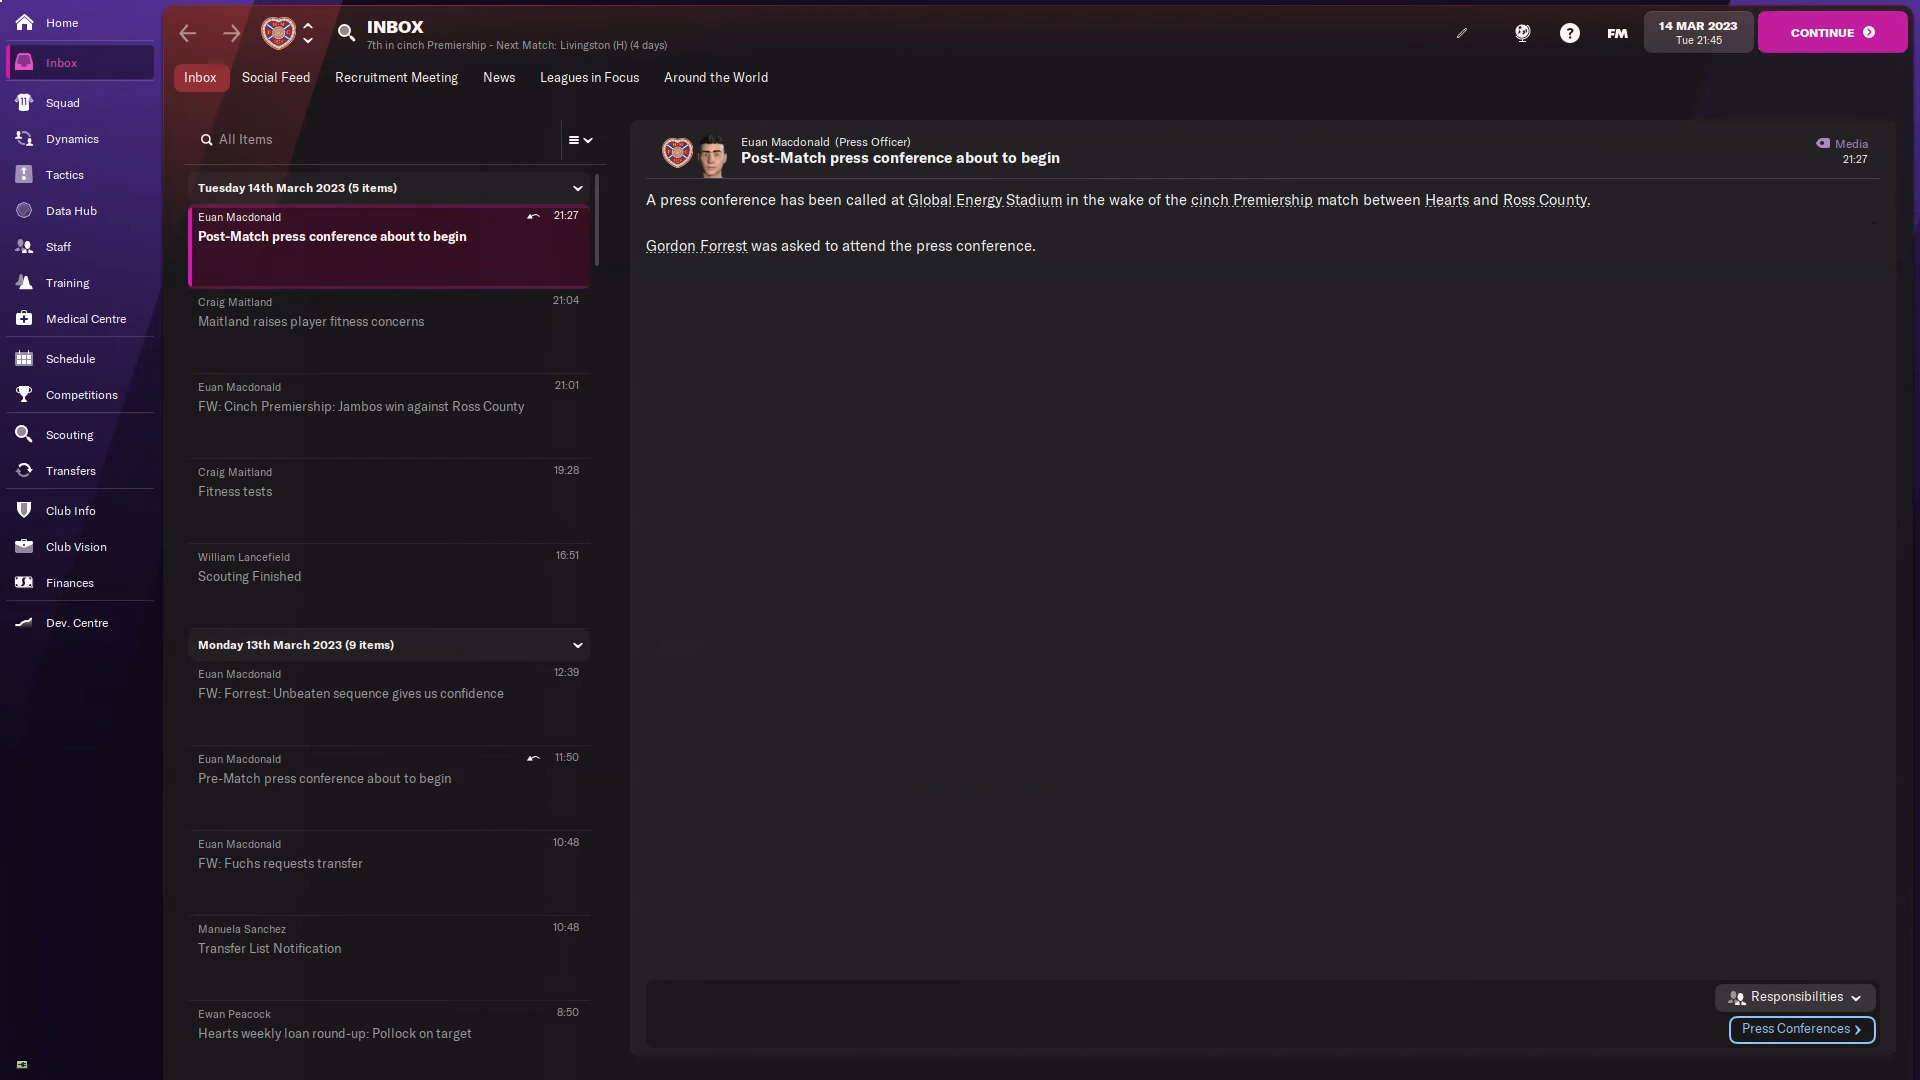 Home
Inbox
Squad
Dynamics
Tactics
Data Hub
Staff
Training
Medical Centre
Schedule
Competitions
Scouting
Transfers
Club Info
Club Vision
Finances
Dev. Centre
INBOX
7th in cinch Premiership - Next Match: Livingston (H) (4 days)
?
FM
14 MAR 2023
Tue 21:45
CONTINUE
Inbox
Social Feed
Recruitment Meeting
News
Leagues in Focus
Around the World
All Items
Tuesday 14th March 2023 (5 items)
Euan Macdonald
21:27
Post-Match press conference about to begin
Craig Maitland
21:04
Maitland raises player fitness concerns
Euan Macdonald
21:01
FW: Cinch Premiership: Jambos win against Ross County
Craig Maitland
19:28
Fitness tests
William Lancefield
16:51
Scouting Finished
Monday 13th March 2023 (9 items)
Euan Macdonald
12:39
FW: Forrest: Unbeaten sequence gives us confidence
Euan Macdonald
11:50
Pre-Match press conference about to begin
Euan Macdonald
10:48
FW: Fuchs requests transfer
Manuela Sanchez
10:48
Transfer List Notification
Ewan Peacock
8:50
Hearts weekly loan round-up: Pollock on target
Euan Macdonald (Press Officer)
Post-Match press conference about to begin
Media
21:27
A press conference has been called at Global Energy Stadium in the wake of the cinch Premiership match between Hearts and Ross County.
Gordon Forrest was asked to attend the press conference.
Responsibilities
Press Conferences